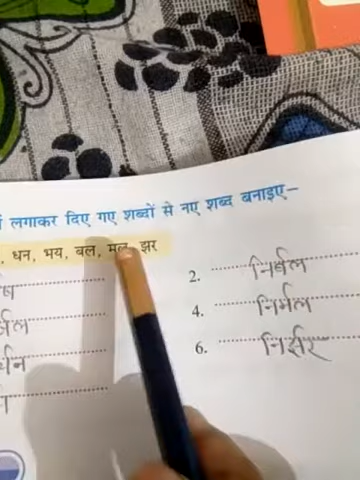 लगाकर दिए गए शब्दों से नए शब्द बनाइए–
धन, भय, बल, मल, झर
2. निर्बल
4. निर्मल
6. निर्झर